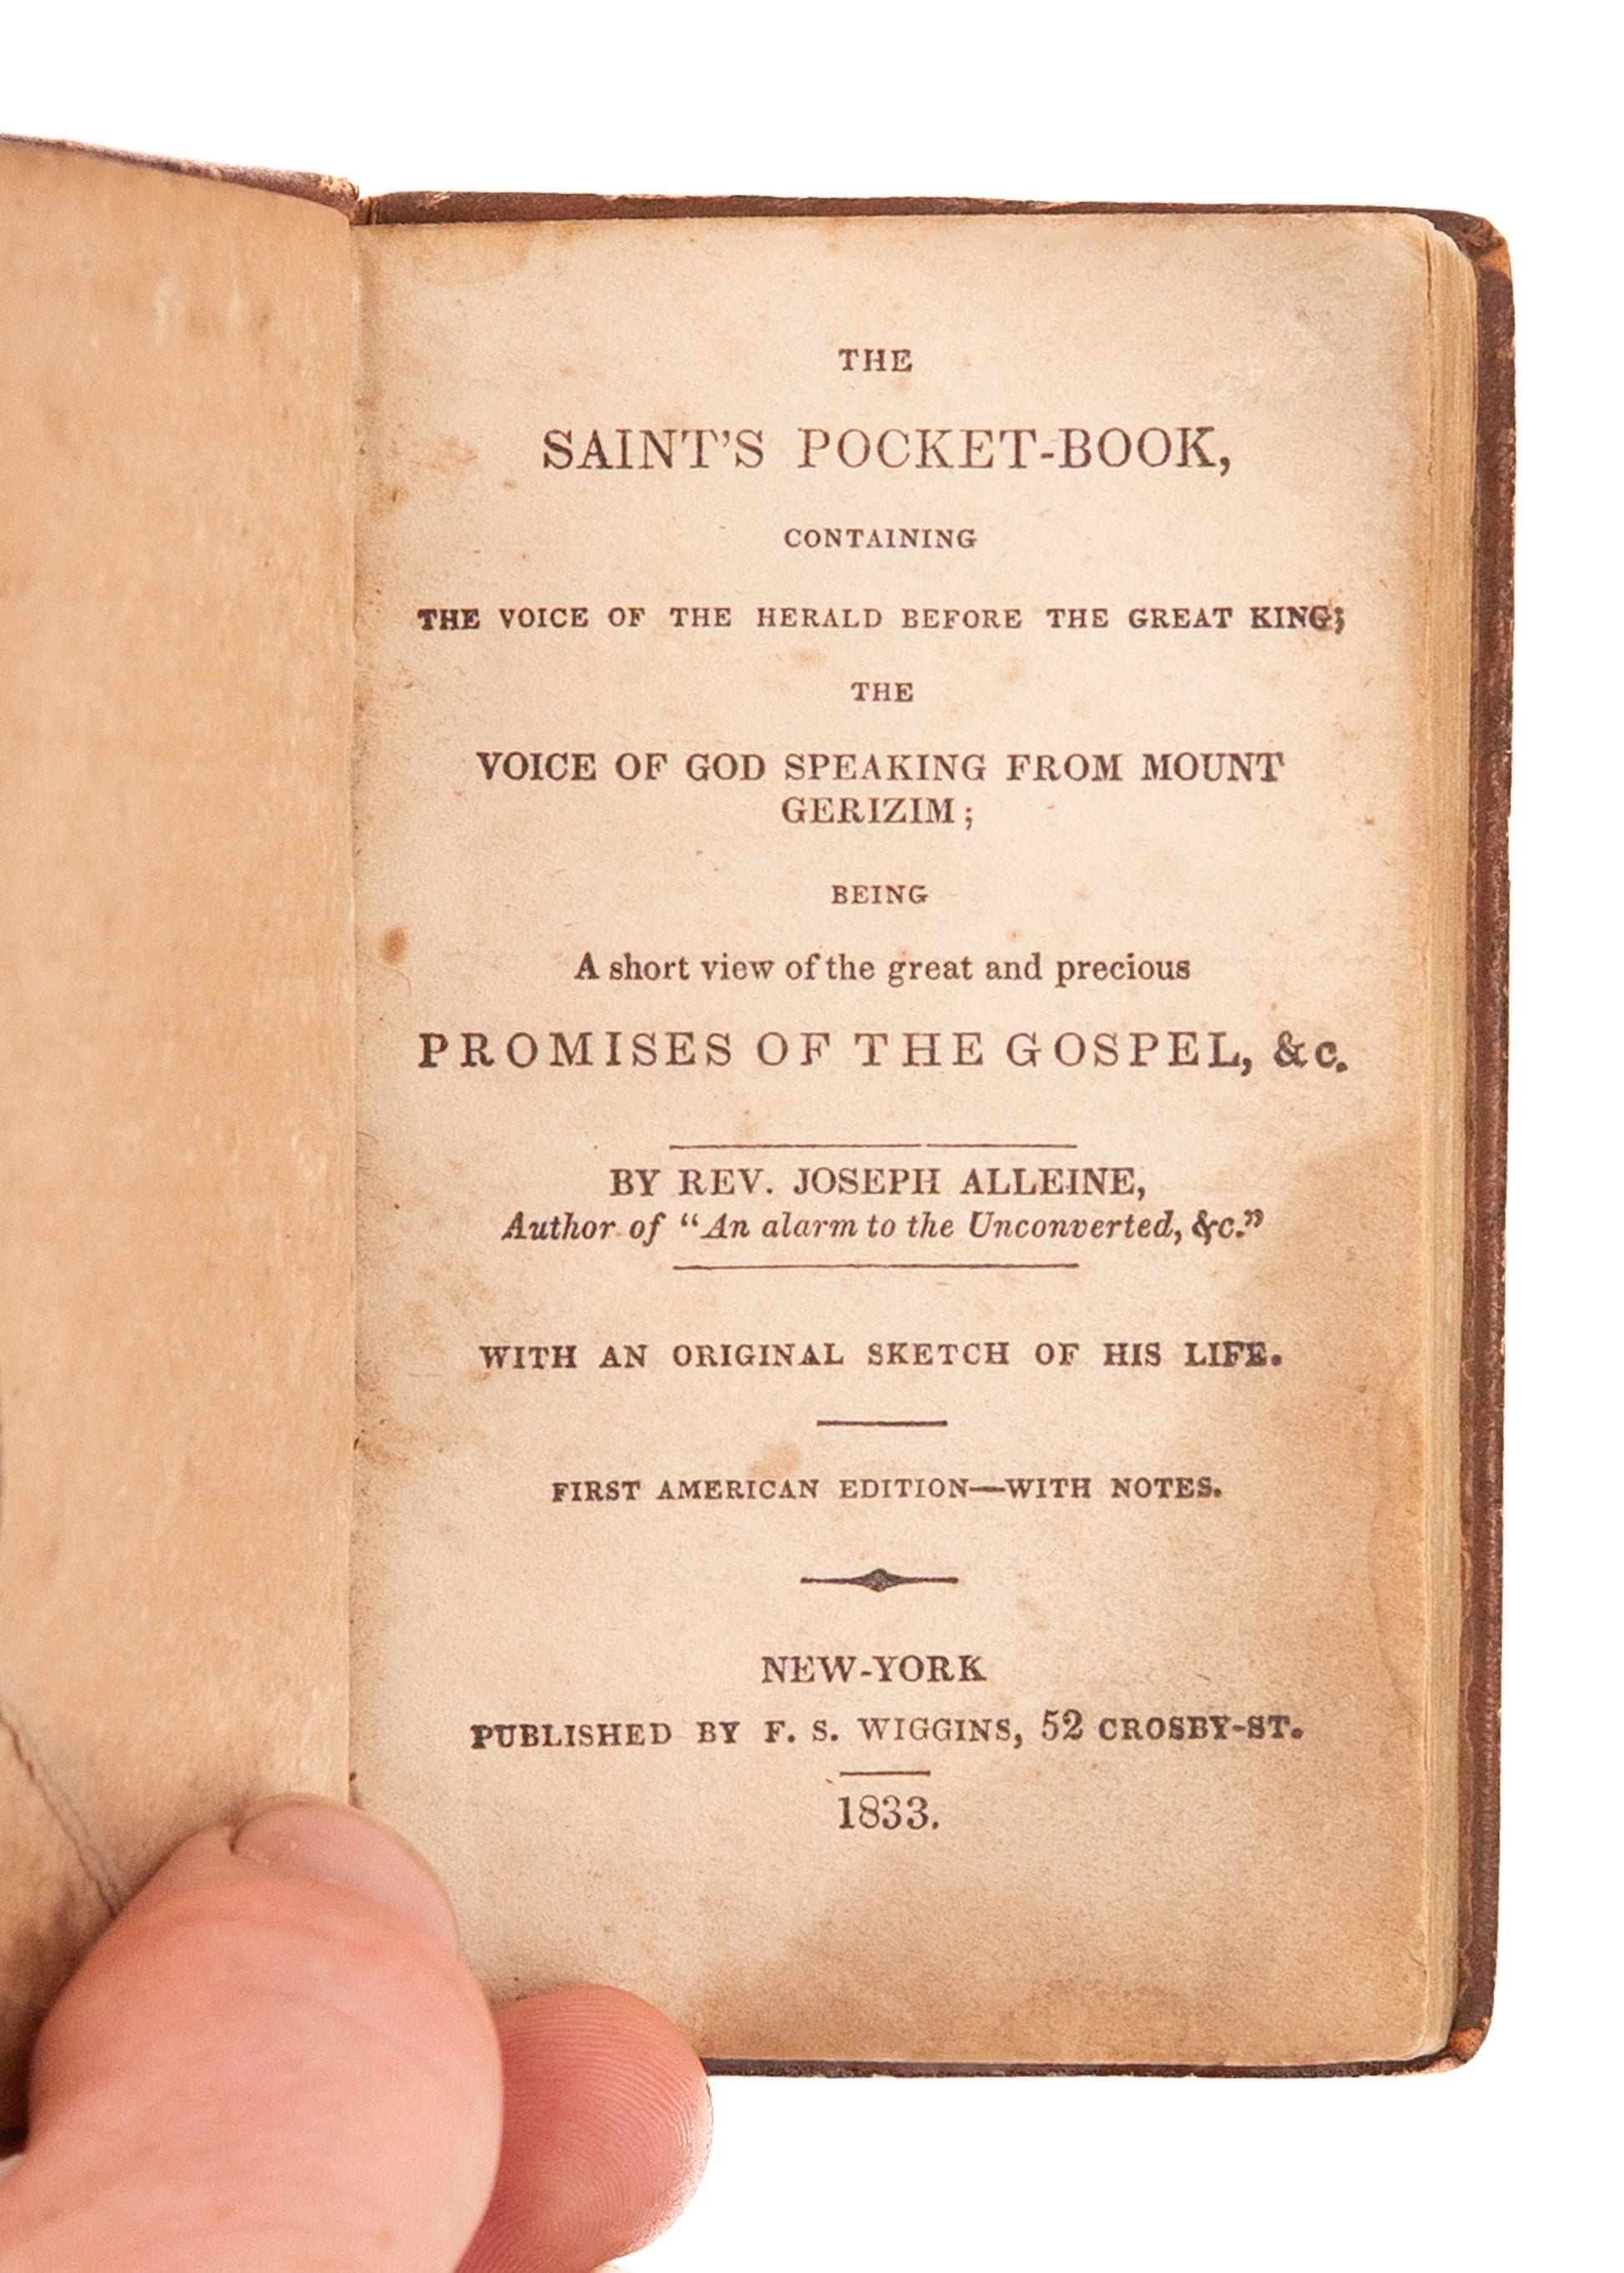 THE
SAINT'S POCKET-BOOK,
CONTAINING
THE VOICE OF THE HERALD BEFORE THE GREAT KING;
THE
VOICE OF GOD SPEAKING FROM MOUNT
GERIZIM;
BEING
A short view of the great and precious
PROMISES OF THE GOSPEL, &c.
BY REV. JOSEPH ALLEINE,
Author of "An alarm to the Unconverted, &c."
WITH AN ORIGINAL SKETCH OF HIS LIFE.
FIRST AMERICAN EDITION—WITH NOTES.
NEW-YORK
PUBLISHED BY F. S. WIGGINS, 52 CROSBY-ST.
1833.